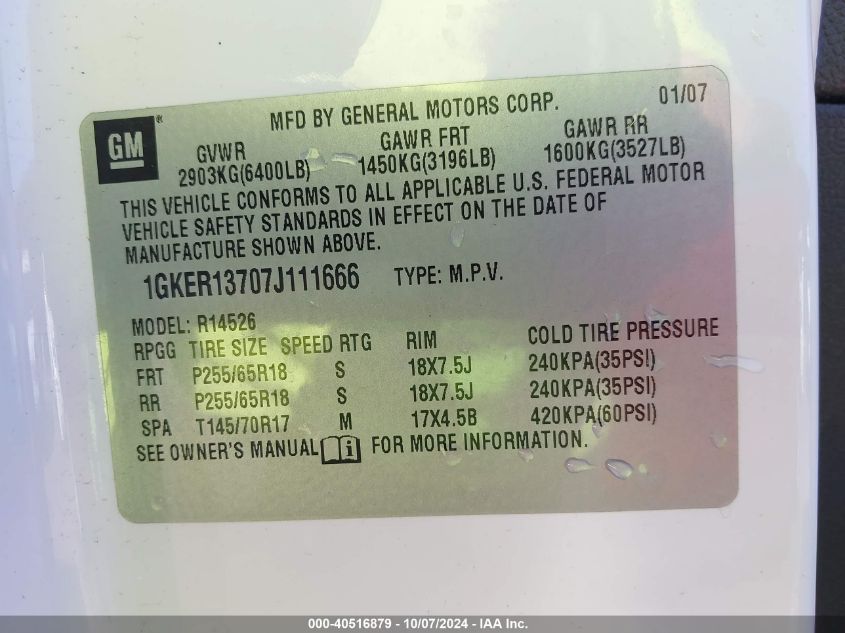 GM ® MFD BY GENERAL MOTORS CORP. 01/07
GVWR GAWR FRT GAWR RR
2903KG(6400LB) 1450KG(3196LB) 1600KG(3527LB)
THIS VEHICLE CONFORMS TO ALL APPLICABLE U.S. FEDERAL MOTOR
VEHICLE SAFETY STANDARDS IN EFFECT ON THE DATE OF
MANUFACTURE SHOWN ABOVE.
1GKER13707J111666 TYPE: M.P.V.
MODEL: R14526
RPGG TIRE SIZE SPEED RTG RIM COLD TIRE PRESSURE
FRT P255/65R18 S 18X7.5J 240KPA(35PSI)
RR P255/65R18 S 18X7.5J 240KPA(35PSI)
SPA T145/70R17 M 17X4.5B 420KPA(60PSI)
SEE OWNER'S MANUAL i FOR MORE INFORMATION.
000-40516879 - 10/07/2024 - IAA Inc.